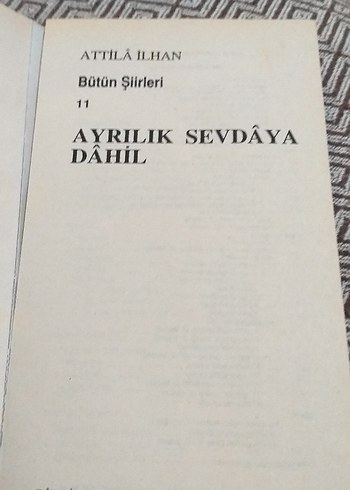 ATTİLÂ İLHAN
Bütün Şiirleri
11
AYRILIK SEVDÂYA
DÂHİL